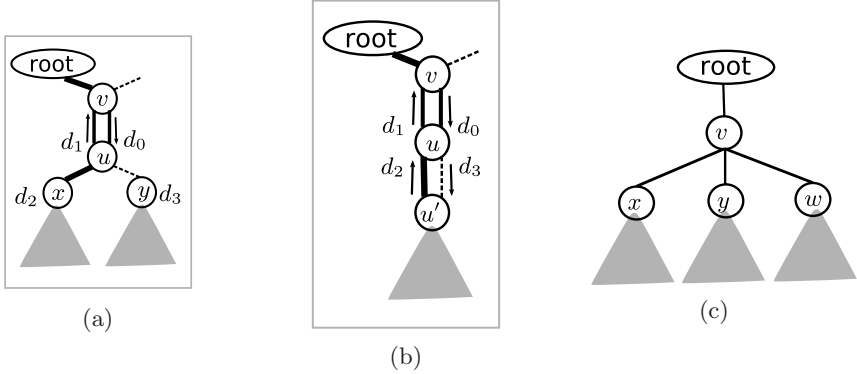 root
v
d₁ d₀
u
d₂ x y d₃
(a)
root
v
d₁ d₀
u
d₂ d₃
u′
(b)
root
v
x y w
(c)